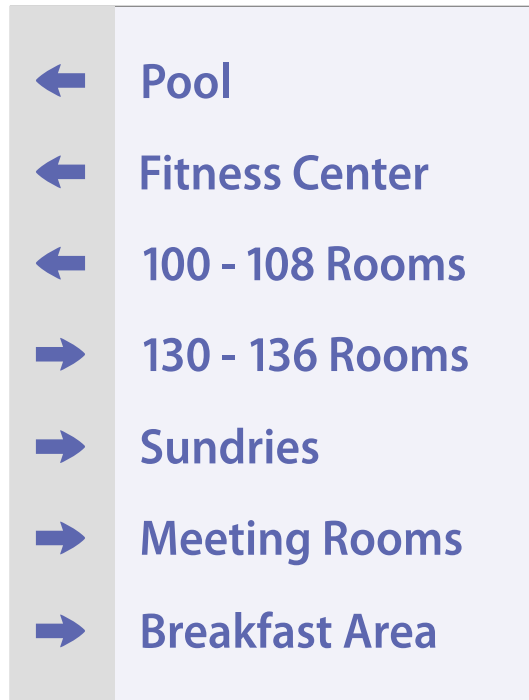 Pool
Fitness Center
100 - 108 Rooms
130 - 136 Rooms
Sundries
Meeting Rooms
Breakfast Area